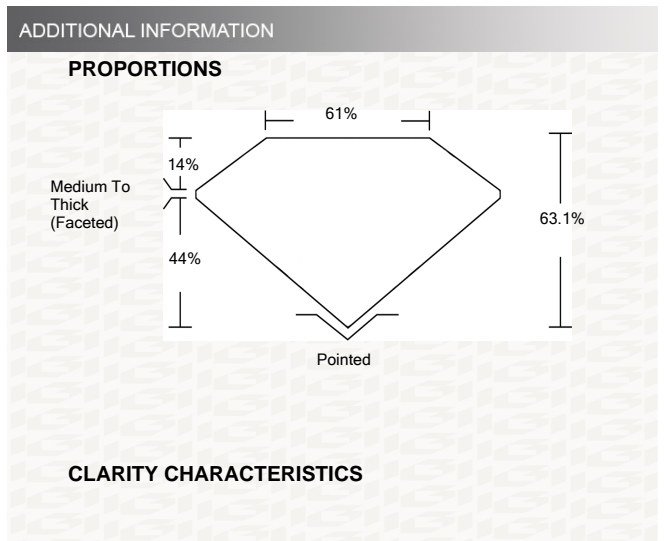 ADDITIONAL INFORMATION
PROPORTIONS
61%
14%
Medium To
Thick
(Faceted)
63.1%
44%
Pointed
CLARITY CHARACTERISTICS